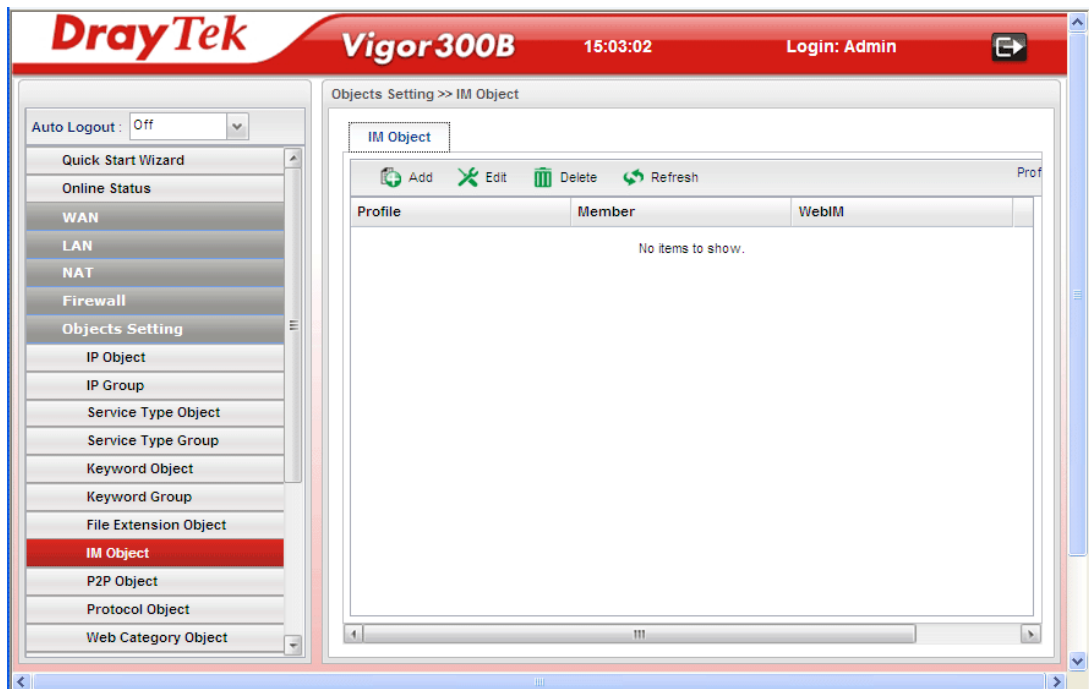 DrayTek
Vigor300B
15:03:02
Login: Admin
Auto Logout : Off
Quick Start Wizard
Online Status
WAN
LAN
NAT
Firewall
Objects Setting
IP Object
IP Group
Service Type Object
Service Type Group
Keyword Object
Keyword Group
File Extension Object
IM Object
P2P Object
Protocol Object
Web Category Object
Objects Setting >> IM Object
IM Object
Add Edit Delete Refresh Prof
Profile Member WebIM
No items to show.